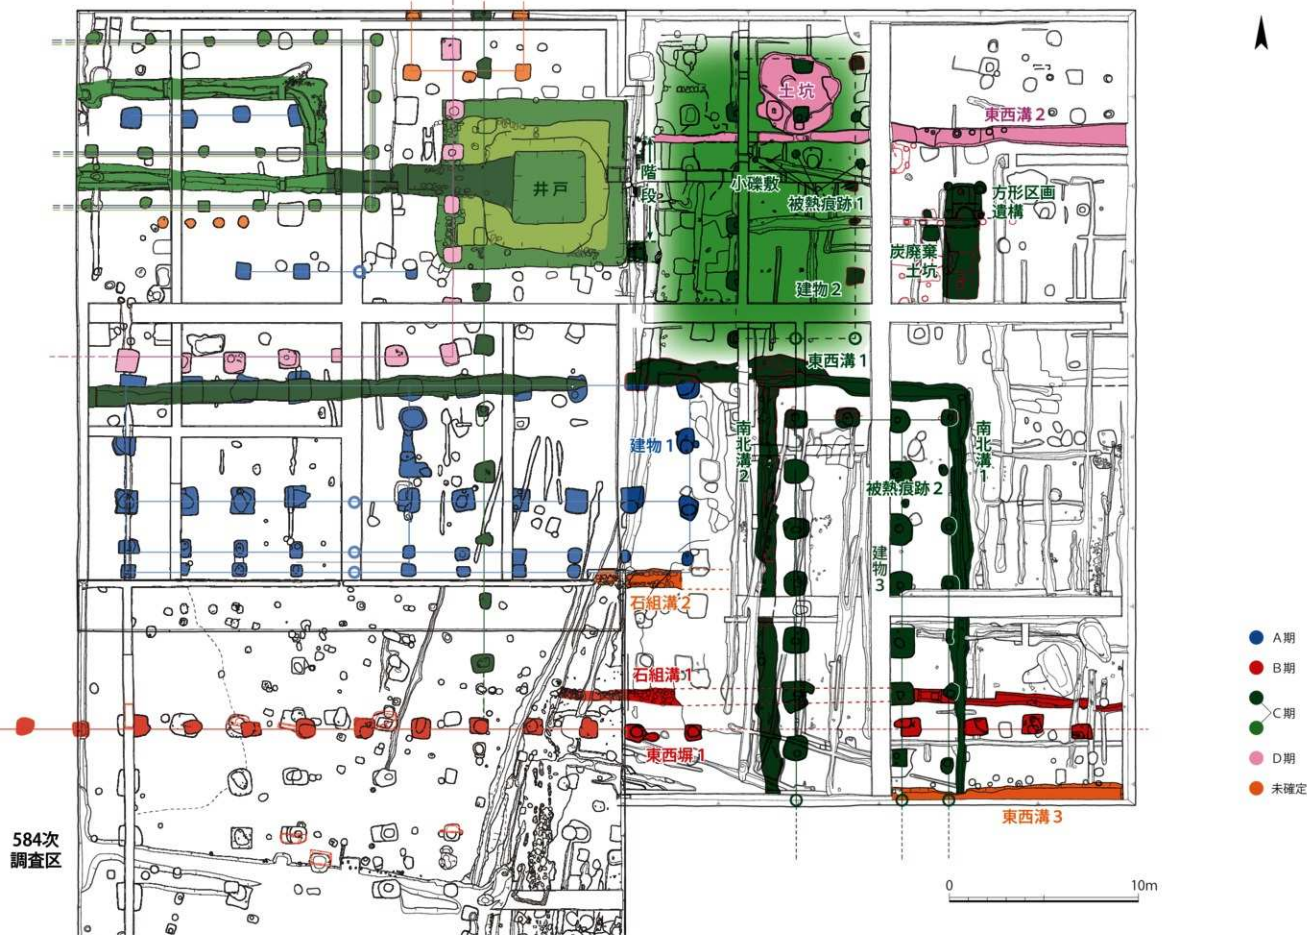 土坑
東西溝2
階段
井戸
小礫敷
被熱痕跡1
方形区画
遺構
炭廃棄
土坑
建物2
東西溝1
建物1
南北溝2
南北溝1
被熱痕跡2
建物3
石組溝2
石組溝1
東西塀1
東西溝3
584次
調査区
A期
B期
C期
D期
未確定
0
10m